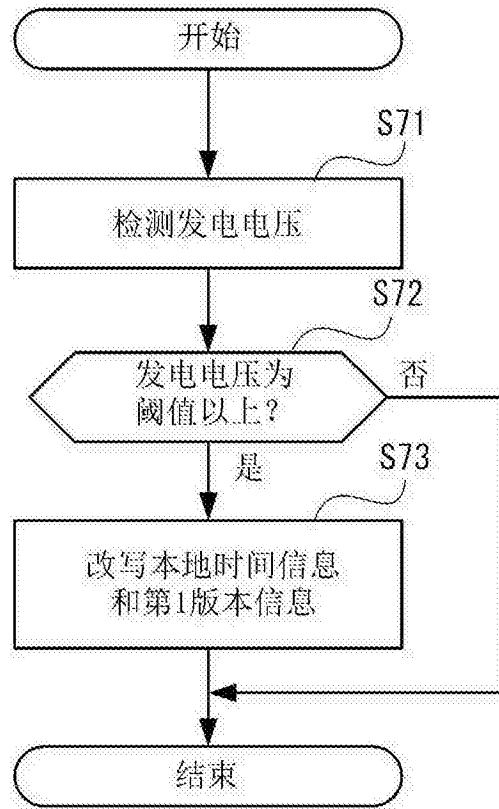 开始
S71
检测发电电压
S72
发电电压为
阈值以上?
否
是
S73
改写本地时间信息
和第1版本信息
结束